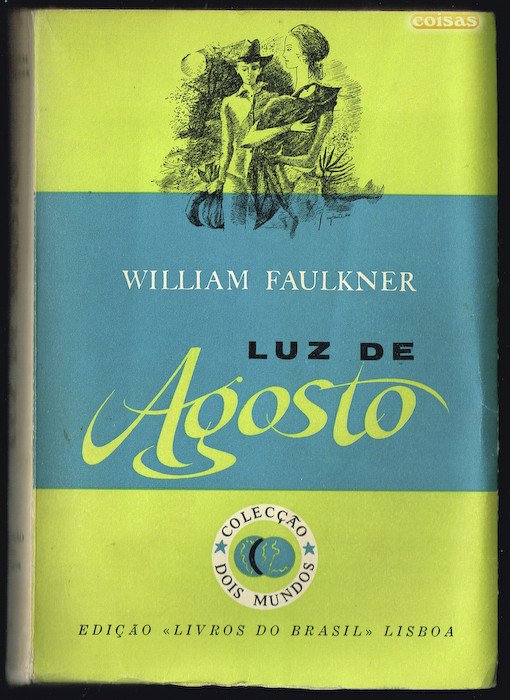 coisas
WILLIAM FAULKNER
LUZ DE
Agosto
COLECÇÃO
DOIS MUNDOS
EDIÇÃO «LIVROS DO BRASIL» LISBOA